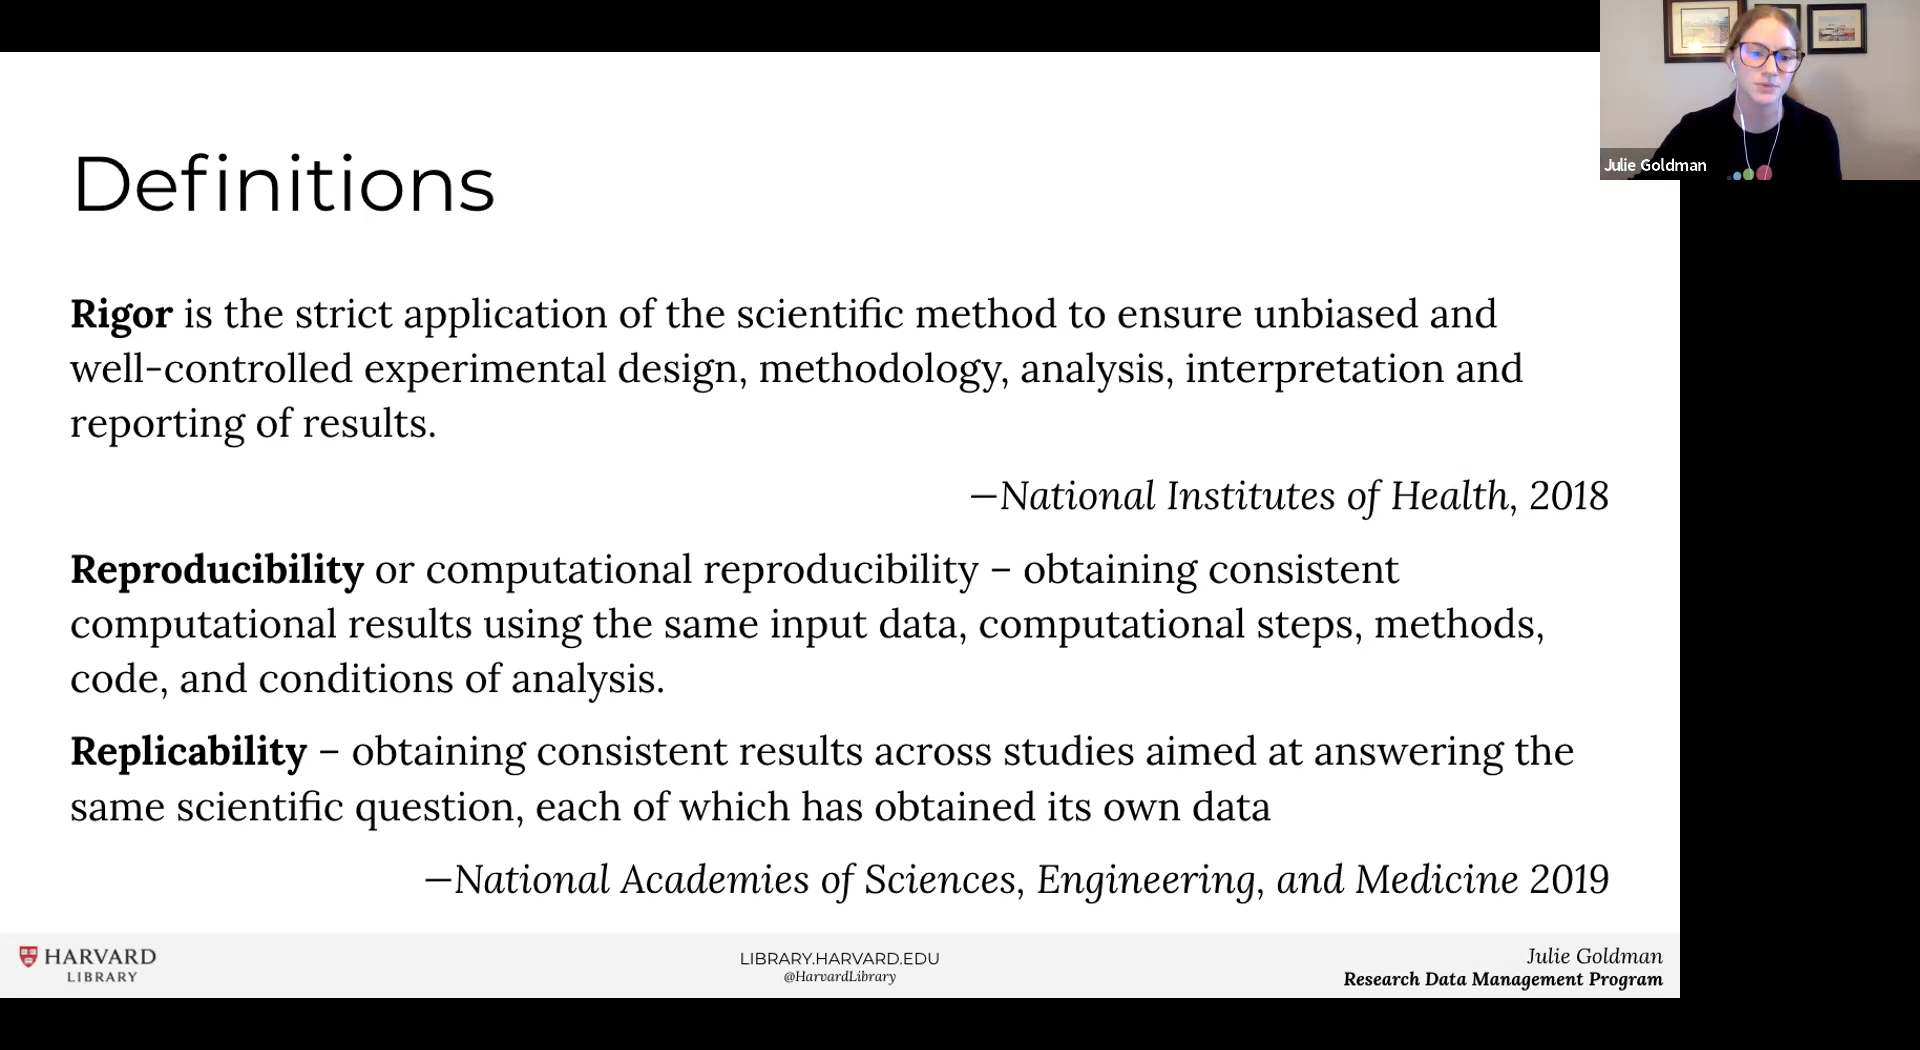 Julie Goldman
Definitions
Rigor is the strict application of the scientific method to ensure unbiased and
well-controlled experimental design, methodology, analysis, interpretation and
reporting of results.
—National Institutes of Health, 2018
Reproducibility or computational reproducibility – obtaining consistent
computational results using the same input data, computational steps, methods,
code, and conditions of analysis.
Replicability – obtaining consistent results across studies aimed at answering the
same scientific question, each of which has obtained its own data
—National Academies of Sciences, Engineering, and Medicine 2019
HARVARD
LIBRARY
LIBRARY.HARVARD.EDU
@HarvardLibrary
Julie Goldman
Research Data Management Program